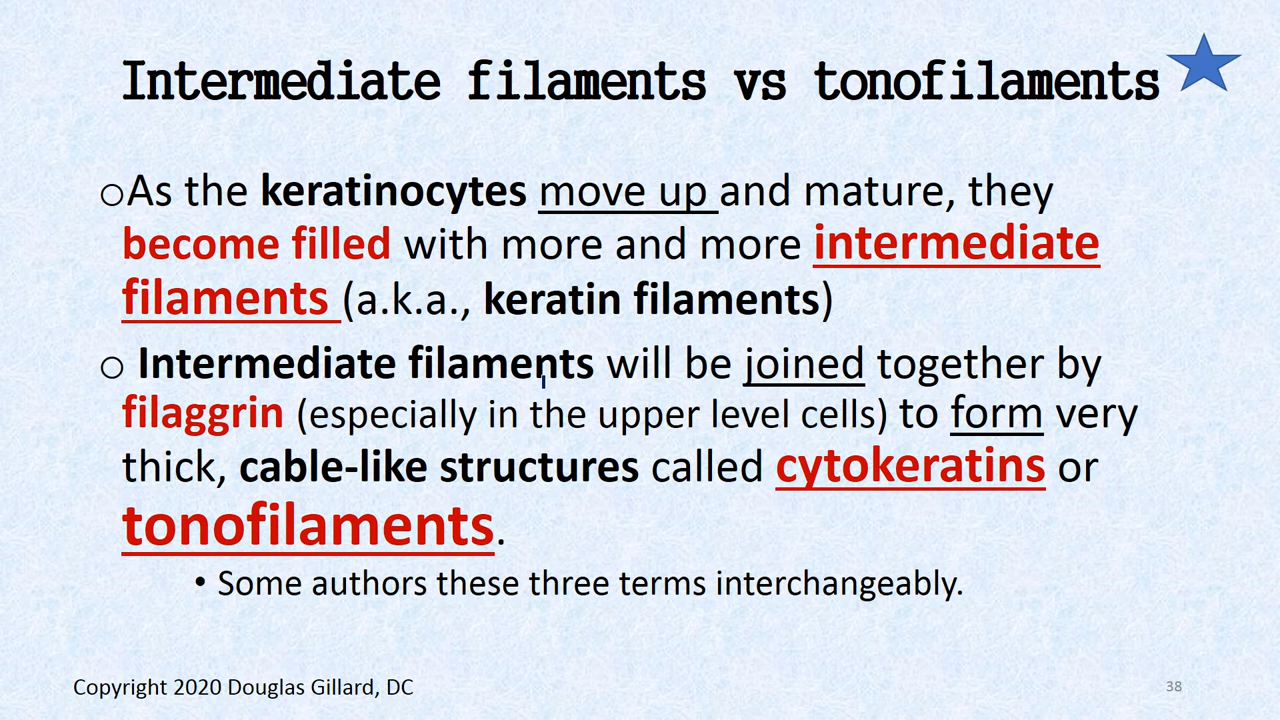 Intermediate filaments vs tonofilaments
○As the keratinocytes move up and mature, they
become filled with more and more intermediate
filaments (a.k.a., keratin filaments)
○ Intermediate filaments will be joined together by
filaggrin (especially in the upper level cells) to form very
thick, cable-like structures called cytokeratins or
tonofilaments.
• Some authors these three terms interchangeably.
Copyright 2020 Douglas Gillard, DC
38